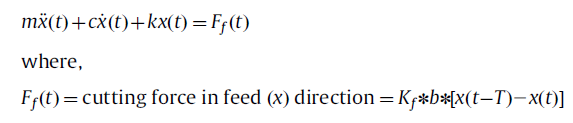 mẍ(t)+cẋ(t)+kx(t)=F_f(t)
where,
F_f(t)=cutting force in feed (x) direction=K_f*b*[x(t−T)−x(t)]